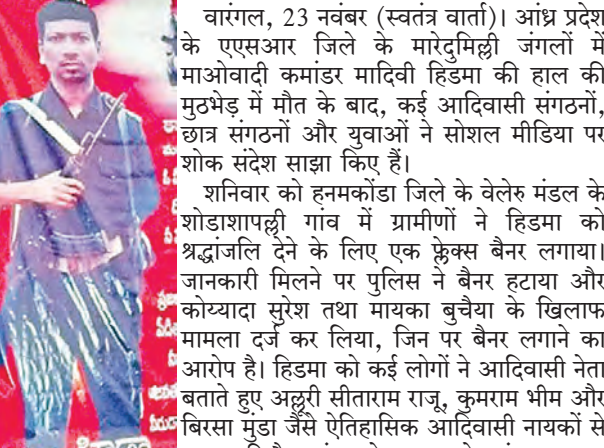 वारंगल, 23 नवंबर (स्वतंत्र वार्ता)। आंध्र प्रदेश
के एएसआर जिले के मारेदुमिल्ली जंगलों में
माओवादी कमांडर मादिवी हिडमा की हाल की
मुठभेड़ में मौत के बाद, कई आदिवासी संगठनों,
छात्र संगठनों और युवाओं ने सोशल मीडिया पर
शोक संदेश साझा किए हैं।
शनिवार को हनमकोंडा जिले के वेलेरु मंडल के
शोडाशापल्ली गांव में ग्रामीणों ने हिडमा को
श्रद्धांजलि देने के लिए एक फ्लेक्स बैनर लगाया।
जानकारी मिलने पर पुलिस ने बैनर हटाया और
कोय्यादा सुरेश तथा मायका बुचैया के खिलाफ
मामला दर्ज कर लिया, जिन पर बैनर लगाने का
आरोप है। हिडमा को कई लोगों ने आदिवासी नेता
बताते हुए अल्लूरी सीताराम राजू, कुमराम भीम और
बिरसा मुंडा जैसे ऐतिहासिक आदिवासी नायकों से